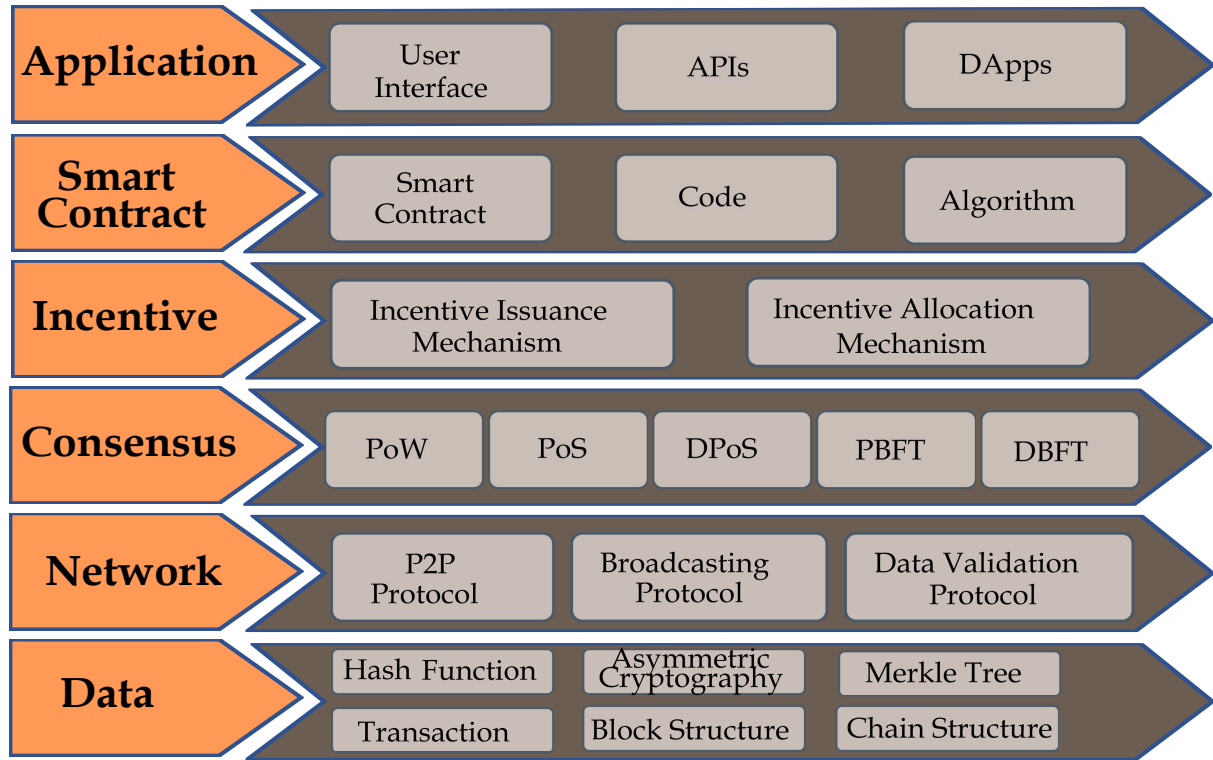 Application
User
Interface
APIs
DApps
Smart
Contract
Smart
Contract
Code
Algorithm
Incentive
Incentive Issuance
Mechanism
Incentive Allocation
Mechanism
Consensus
PoW
PoS
DPoS
PBFT
DBFT
Network
P2P
Protocol
Broadcasting
Protocol
Data Validation
Protocol
Data
Hash Function
Asymmetric
Cryptography
Merkle Tree
Transaction
Block Structure
Chain Structure